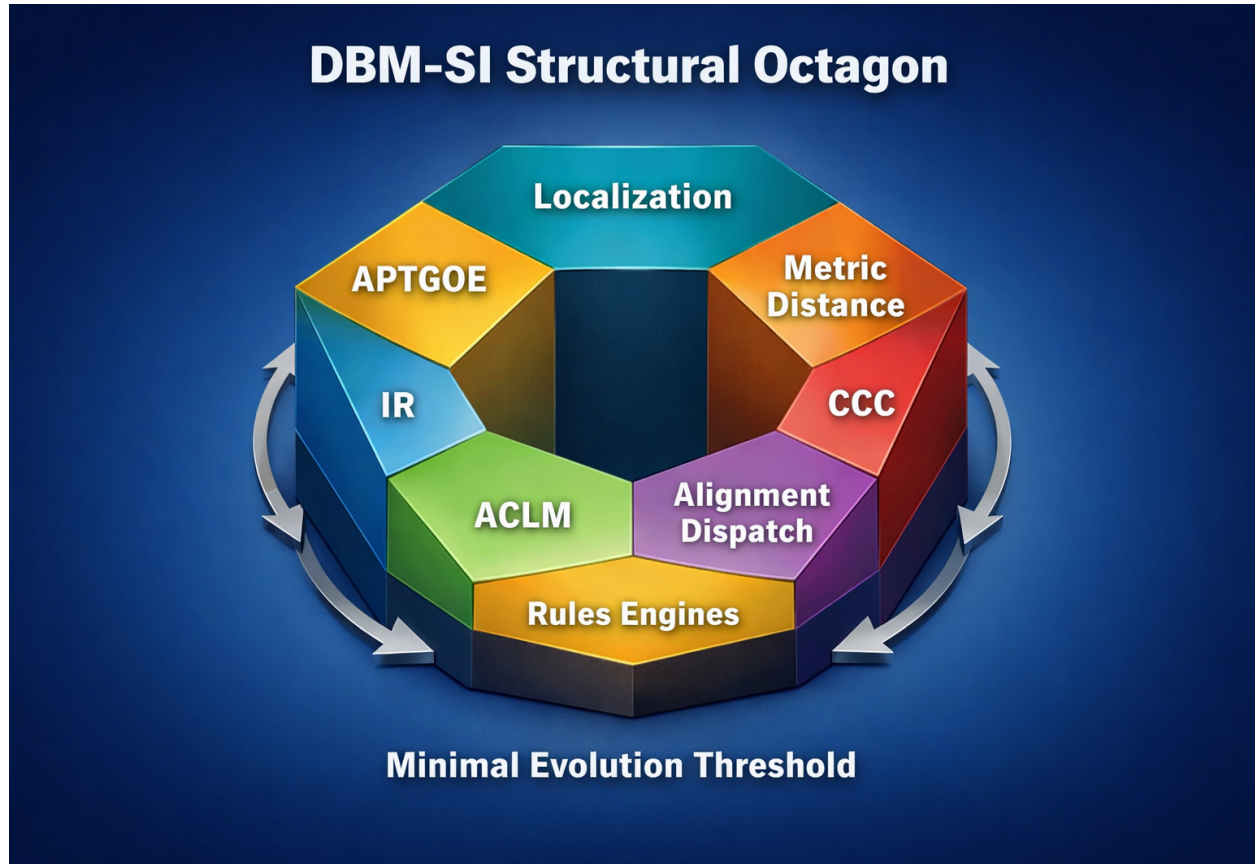 DBM-SI Structural Octagon
Localization
APTGOE
Metric
Distance
IR
CCC
ACLM
Alignment
Dispatch
Rules Engines
Minimal Evolution Threshold